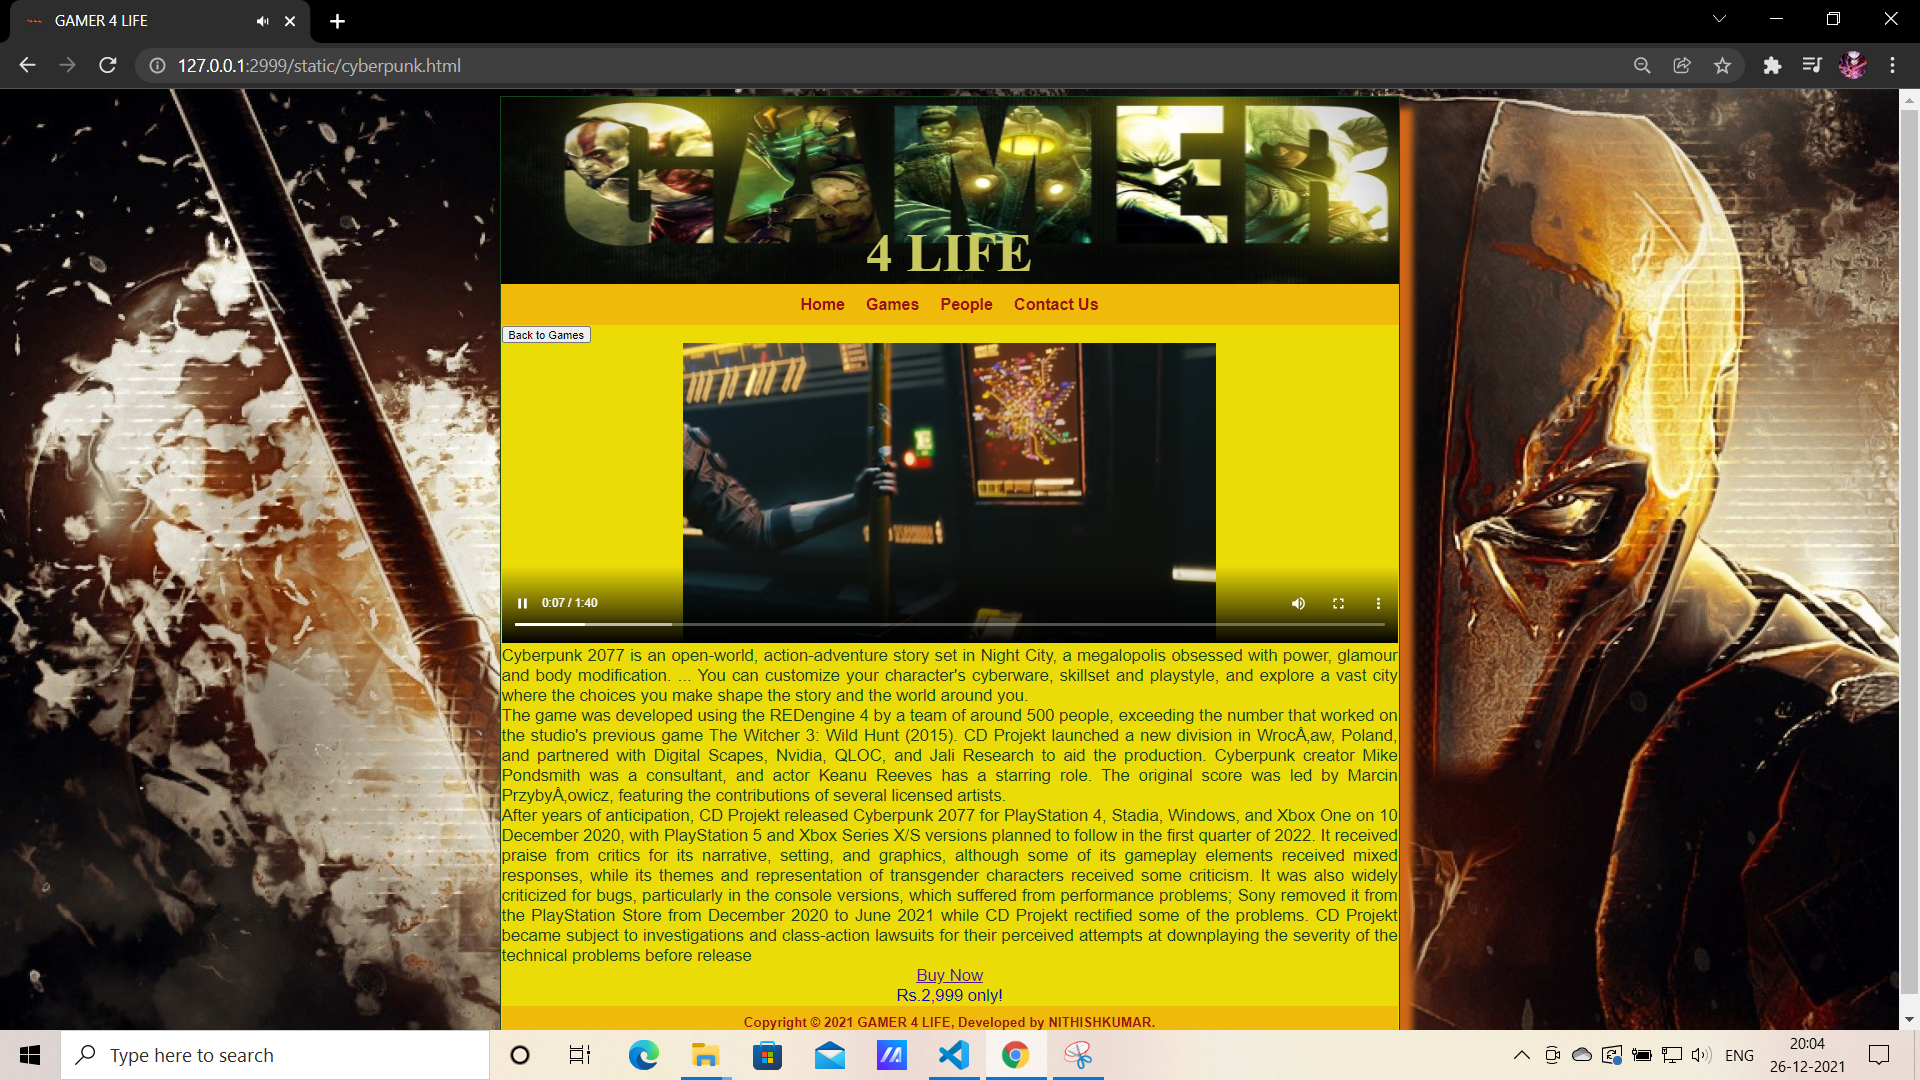 GAMER 4 LIFE
127.0.0.1:2999/static/cyberpunk.html
GAMER
4 LIFE
Home Games People Contact Us
Back to Games
0:07 / 1:40
Cyberpunk 2077 is an open-world, action-adventure story set in Night City, a megalopolis obsessed with power, glamour
and body modification. ... You can customize your character's cyberware, skillset and playstyle, and explore a vast city
where the choices you make shape the story and the world around you.
The game was developed using the REDengine 4 by a team of around 500 people, exceeding the number that worked on
the studio's previous game The Witcher 3: Wild Hunt (2015). CD Projekt launched a new division in WrocÅ‚aw, Poland,
and partnered with Digital Scapes, Nvidia, QLOC, and Jali Research to aid the production. Cyberpunk creator Mike
Pondsmith was a consultant, and actor Keanu Reeves has a starring role. The original score was led by Marcin
PrzybyÅ‚owicz, featuring the contributions of several licensed artists.
After years of anticipation, CD Projekt released Cyberpunk 2077 for PlayStation 4, Stadia, Windows, and Xbox One on 10
December 2020, with PlayStation 5 and Xbox Series X/S versions planned to follow in the first quarter of 2022. It received
praise from critics for its narrative, setting, and graphics, although some of its gameplay elements received mixed
responses, while its themes and representation of transgender characters received some criticism. It was also widely
criticized for bugs, particularly in the console versions, which suffered from performance problems; Sony removed it from
the PlayStation Store from December 2020 to June 2021 while CD Projekt rectified some of the problems. CD Projekt
became subject to investigations and class-action lawsuits for their perceived attempts at downplaying the severity of the
technical problems before release
Buy Now
Rs.2,999 only!
Copyright © 2021 GAMER 4 LIFE, Developed by NITHISHKUMAR.
Type here to search
ENG
20:04
26-12-2021